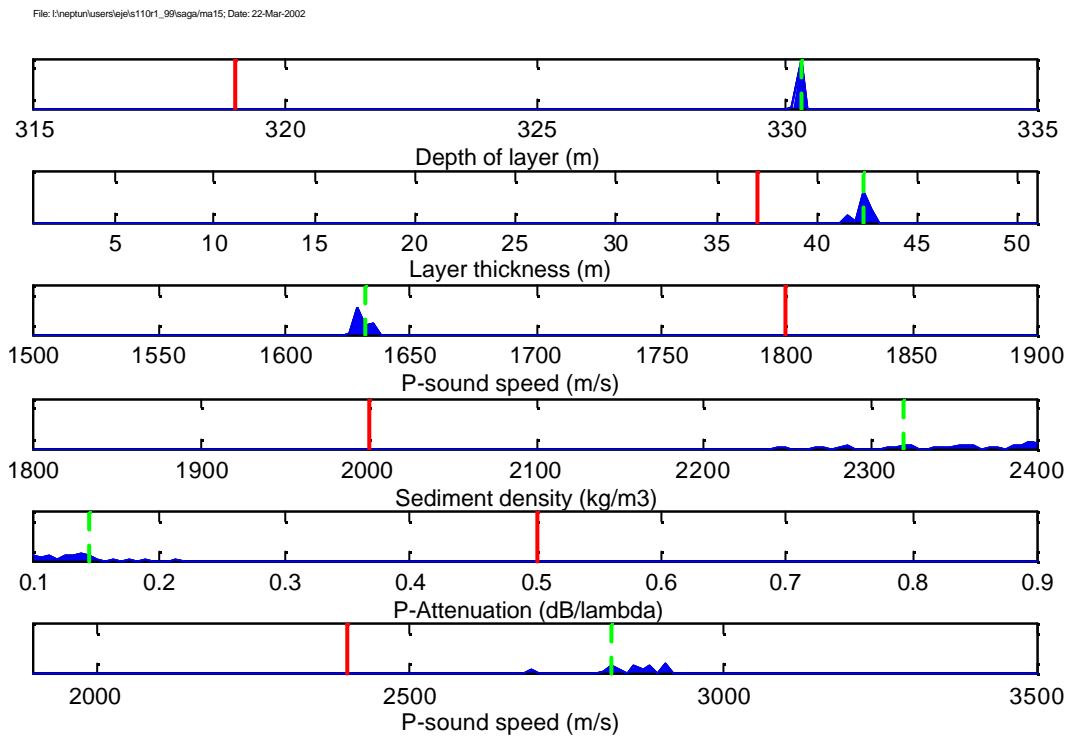 File: l:\neptun\users\eje\s110r1_99\saga/ma15; Date: 22-Mar-2002
315 320 325 330 335
Depth of layer (m)
5 10 15 20 25 30 35 40 45 50
Layer thickness (m)
1500 1550 1600 1650 1700 1750 1800 1850 1900
P-sound speed (m/s)
1800 1900 2000 2100 2200 2300 2400
Sediment density (kg/m3)
0.1 0.2 0.3 0.4 0.5 0.6 0.7 0.8 0.9
P-Attenuation (dB/lambda)
2000 2500 3000 3500
P-sound speed (m/s)